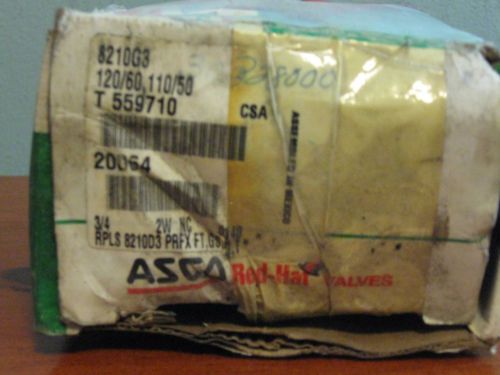 8210G3
120/60,110/50
T 559710
CSA
20064
3/4 2W NC
RPLS 8210D3 PRFX FT,GS,
ASCO Red-Hat VALVES